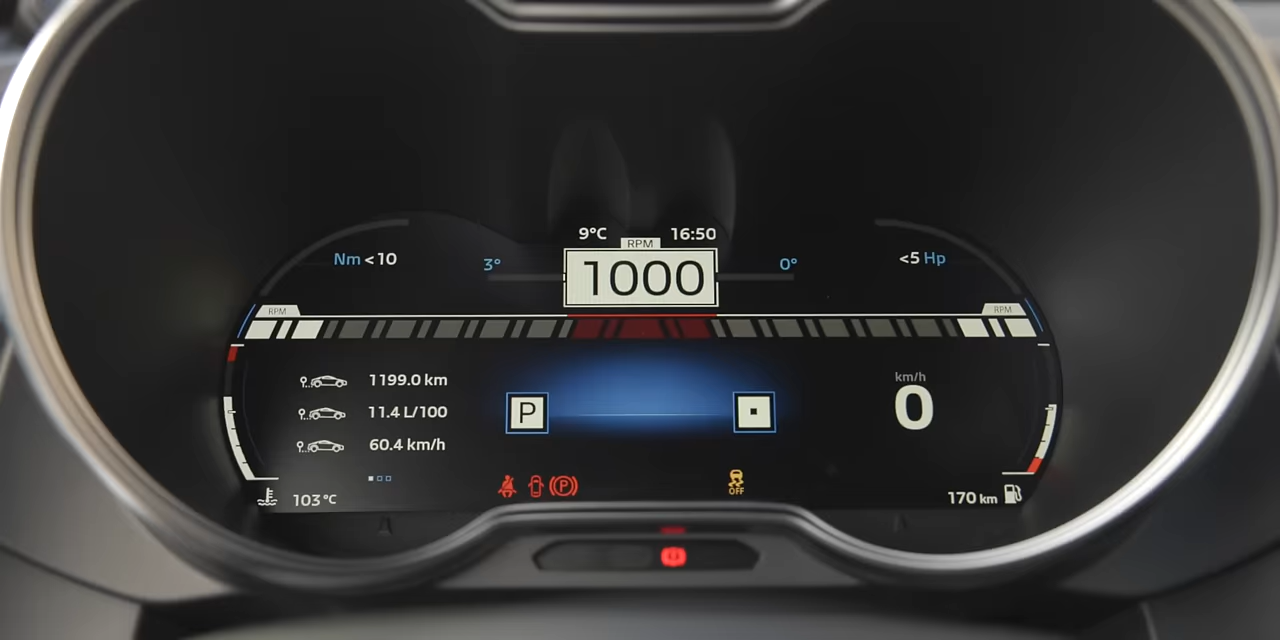 9°C 16:50
RPM
Nm <10 3° 1000 0° <5 Hp
RPM RPM
1199.0 km
11.4 L/100
60.4 km/h
P
km/h
0
P
OFF
103 °C
170 km